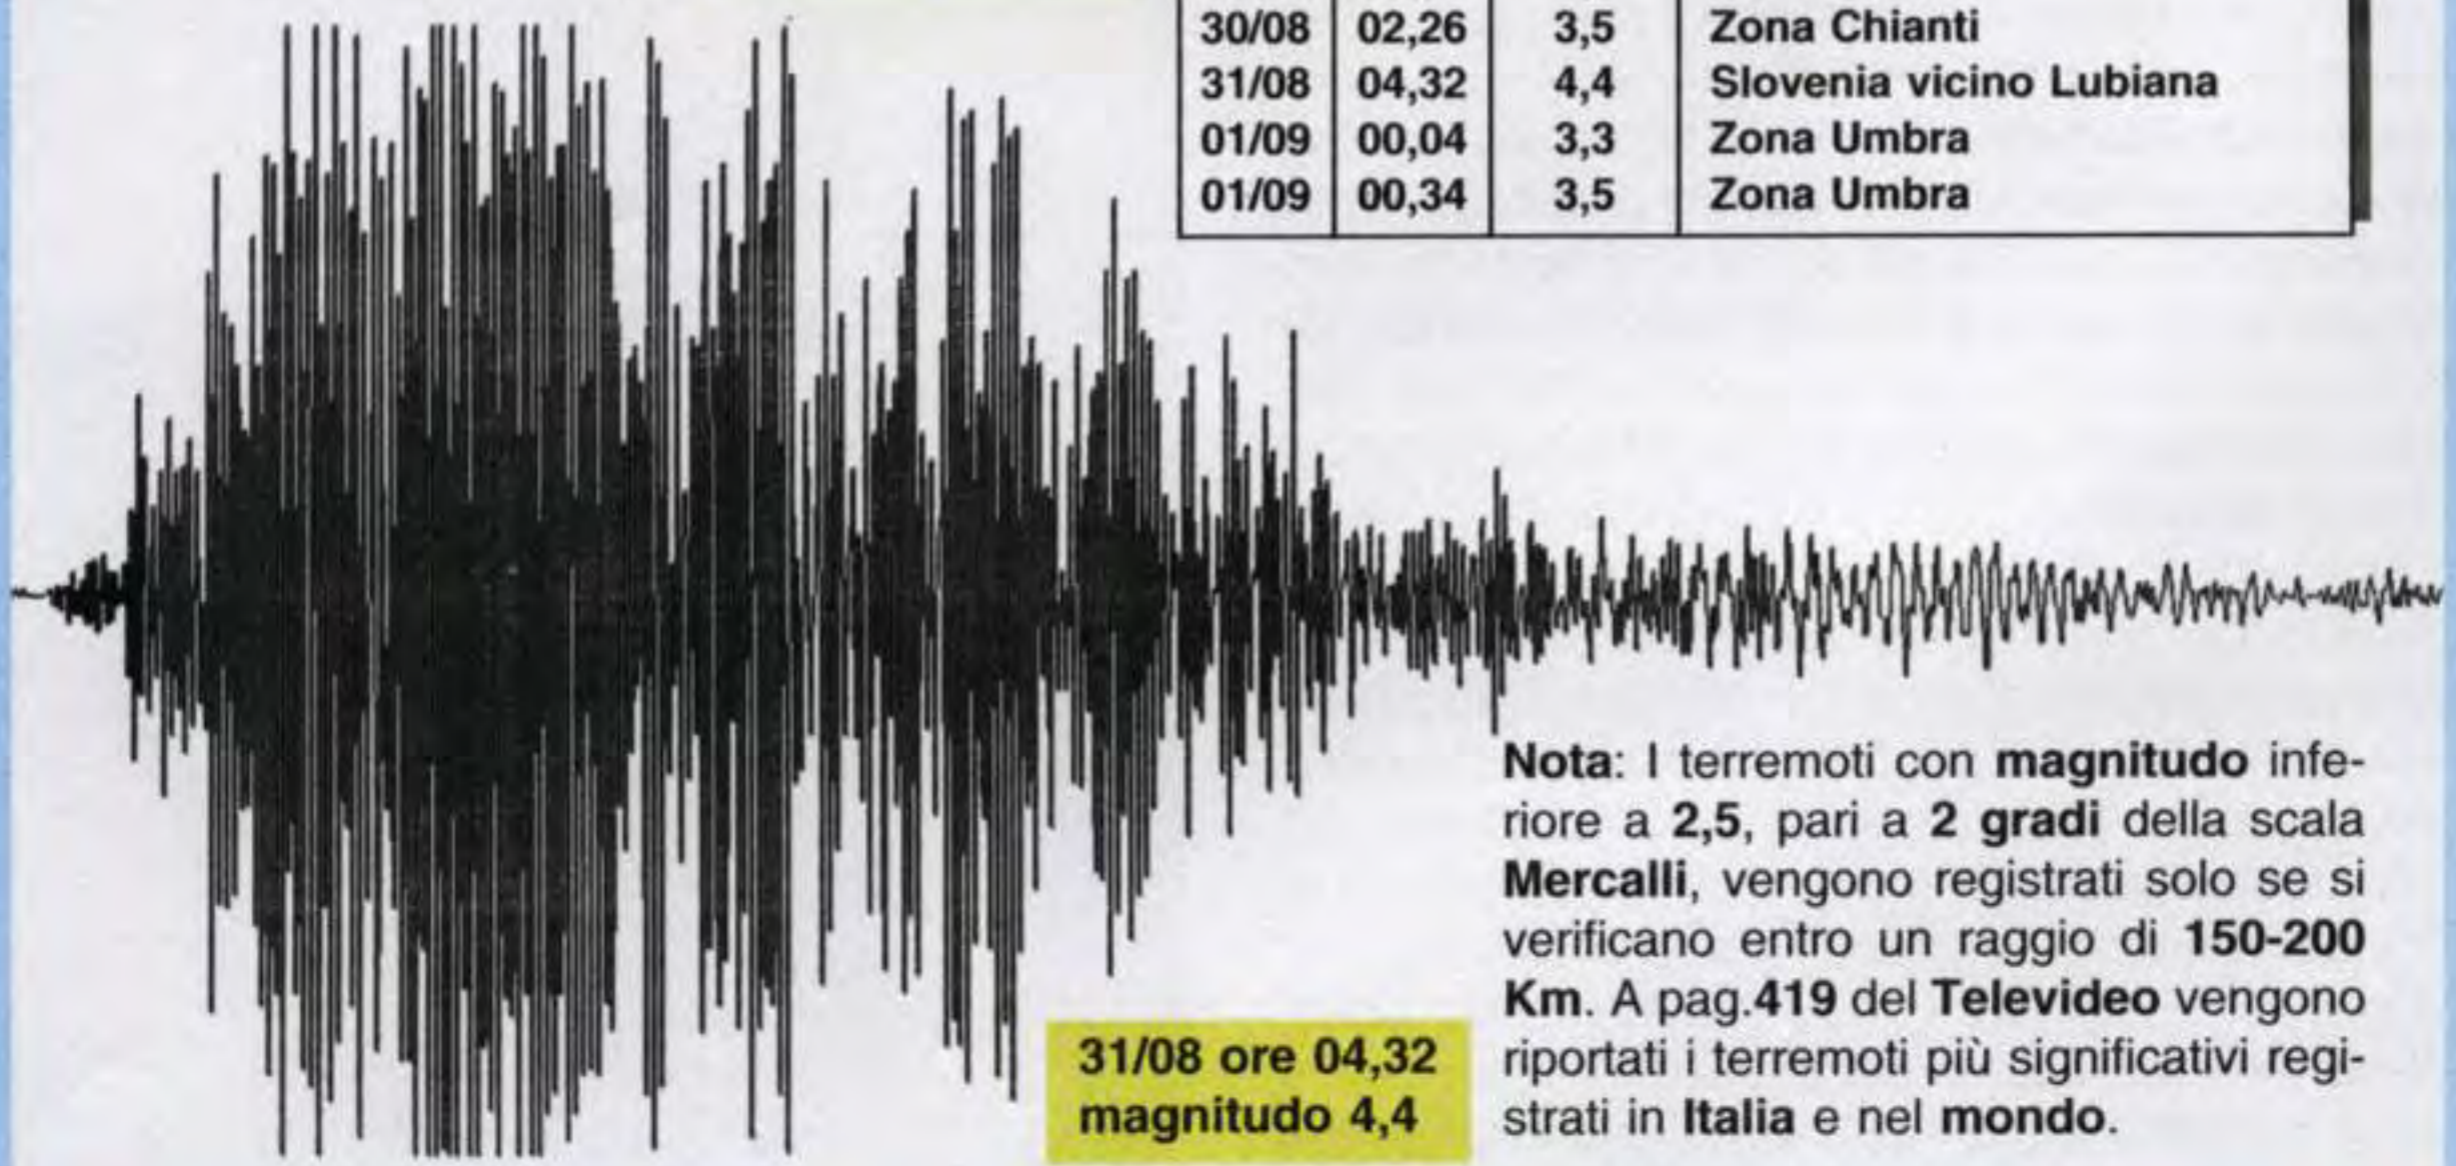 30/08 02,26 3,5 Zona Chianti
31/08 04,32 4,4 Slovenia vicino Lubiana
01/09 00,04 3,3 Zona Umbra
01/09 00,34 3,5 Zona Umbra
Nota: I terremoti con magnitudo infe-
riore a 2,5, pari a 2 gradi della scala
Mercalli, vengono registrati solo se si
verificano entro un raggio di 150-200
Km. A pag.419 del Televideo vengono
riportati i terremoti più significativi regi-
strati in Italia e nel mondo.
31/08 ore 04,32
magnitudo 4,4